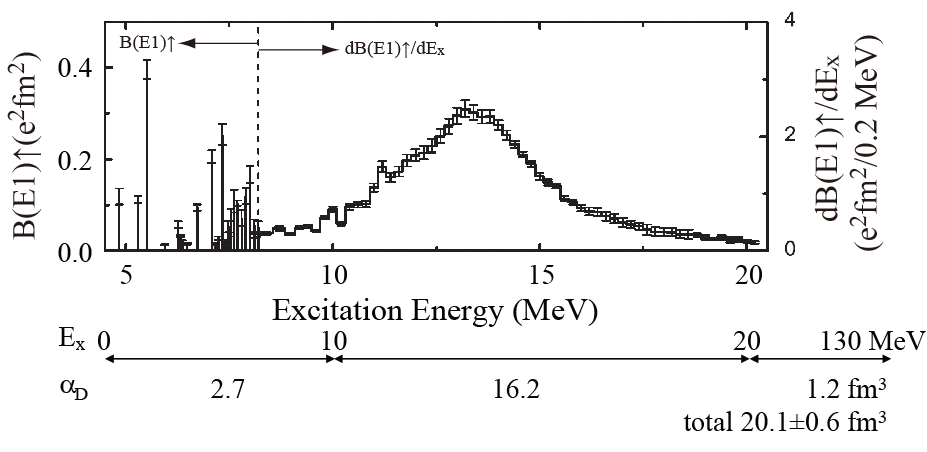 4
B(E1)↑
dB(E1)↑/dEx
0.4
B(E1)↑(e²fm²)
0.2
2
dB(E1)↑/dEx
(e²fm²/0.2 MeV)
0.0
0
5 10 15 20
Excitation Energy (MeV)
Ex 0 10 20 130 MeV
αD 2.7 16.2 1.2 fm³
total 20.1±0.6 fm³